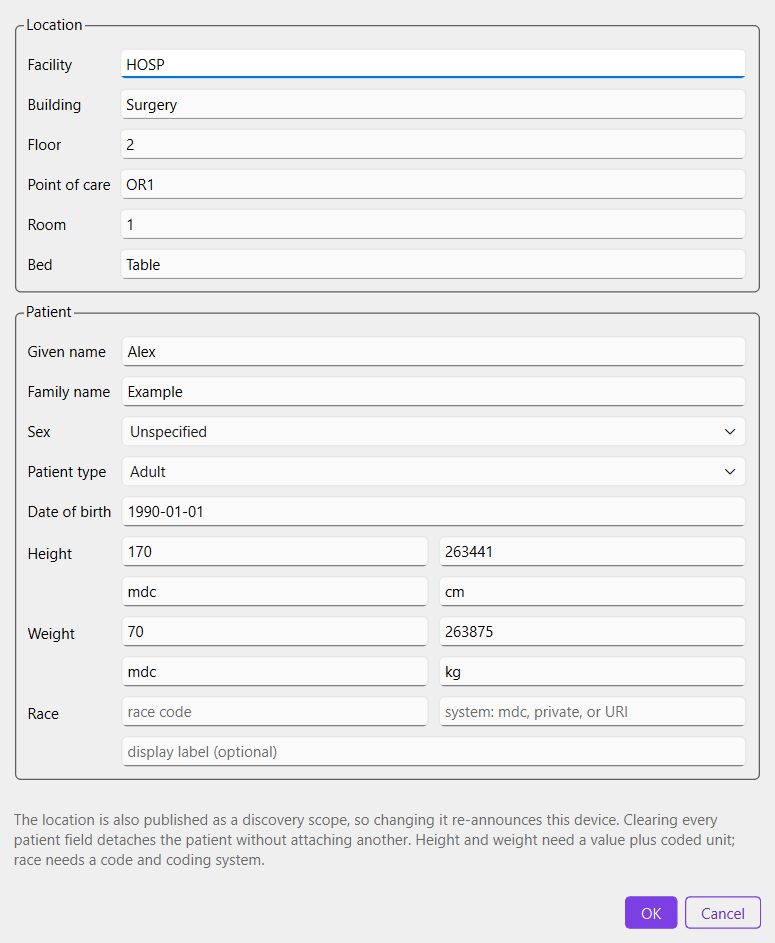 Location
Facility HOSP
Building Surgery
Floor 2
Point of care OR1
Room 1
Bed Table
Patient
Given name Alex
Family name Example
Sex Unspecified
Patient type Adult
Date of birth 1990-01-01
Height 170 263441
mdc cm
Weight 70 263875
mdc kg
Race race code system: mdc, private, or URI
display label (optional)
The location is also published as a discovery scope, so changing it re-announces this device. Clearing every
patient field detaches the patient without attaching another. Height and weight need a value plus coded unit;
race needs a code and coding system.
OK Cancel